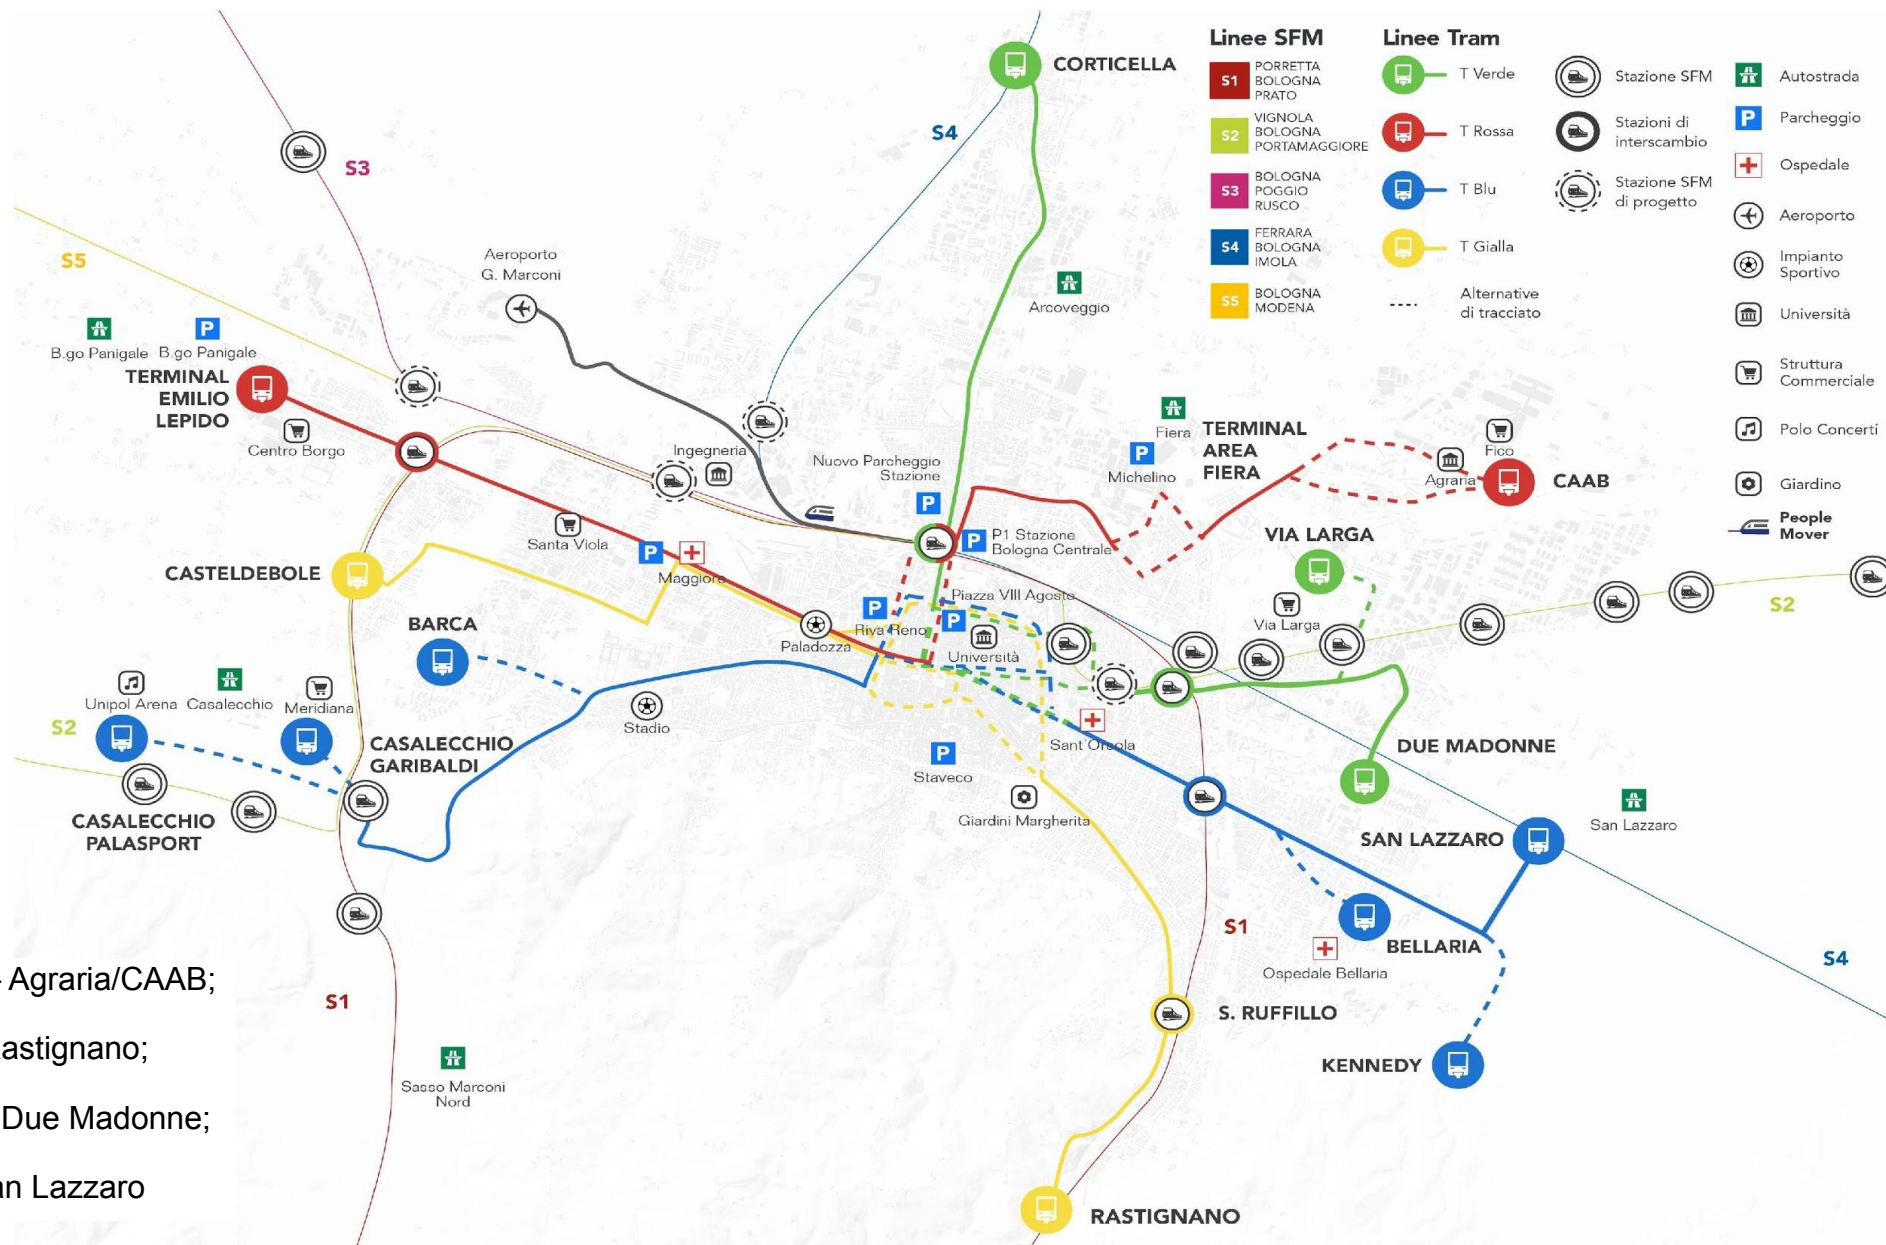 CORTICELLA
S4
S3
S5
Aeroporto
G. Marconi
B.go Panigale
B.go Panigale
TERMINAL
EMILIO
LEPIDO
Centro Borgo
Arcoveggio
Ingegneria
Nuovo Parcheggio
Stazione
Fiera
Michelino
TERMINAL
AREA
FIERA
Agraria
Fico
CAAB
P1 Stazione
Bologna Centrale
Santa Viola
Maggiore
CASTELDEBOLE
VIA LARGA
Via Larga
S2
Piazza VIII Agosto
Riva Reno
Paladozza
Università
BARCA
Unipol Arena
Casalecchio
Meridiana
S2
CASALECCHIO
GARIBALDI
Stadio
Sant'Orsola
Staveco
Giardini Margherita
DUE MADONNE
CASALECCHIO
PALASPORT
SAN LAZZARO
San Lazzaro
BELLARIA
Ospedale Bellaria
S1
S4
S1
S. RUFFILLO
KENNEDY
Sasso Marconi
Nord
RASTIGNANO
Linee SFM
S1
PORRETTA
BOLOGNA
PRATO
S2
VIGNOLA
BOLOGNA
PORTAMAGGIORE
S3
BOLOGNA
POGGIO
RUSCO
S4
FERRARA
BOLOGNA
IMOLA
S5
BOLOGNA
MODENA
Linee Tram
T Verde
T Rossa
T Blu
T Gialla
Alternative
di tracciato
Stazione SFM
Stazioni di
interscambio
Stazione SFM
di progetto
Autostrada
P
Parcheggio
Ospedale
Aeroporto
Impianto
Sportivo
Università
Struttura
Commerciale
Polo Concerti
Giardino
People
Mover
P
P
P
P
P
P
P
P
Agraria/CAAB;
astignano;
Due Madonne;
an Lazzaro